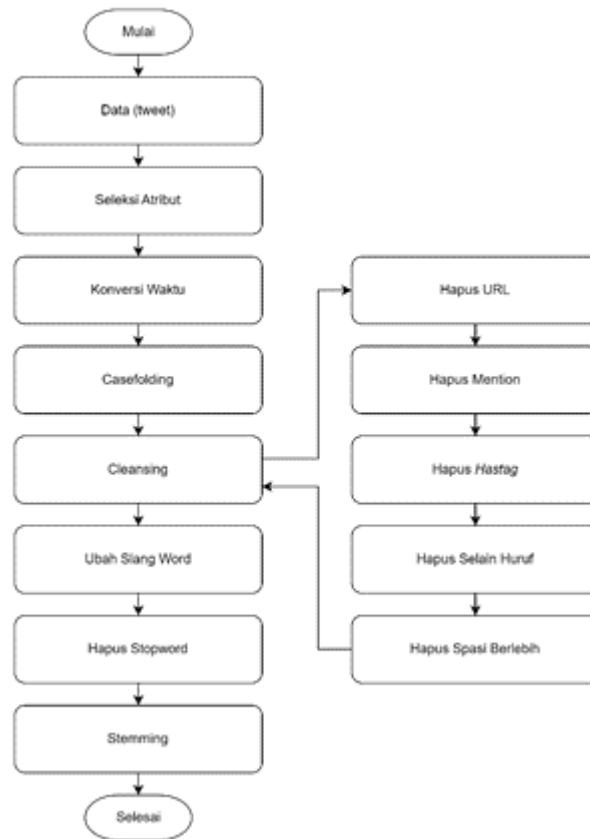 Mulai
Data (tweet)
Seleksi Atribut
Konversi Waktu
Casefolding
Cleansing
Hapus URL
Hapus Mention
Hapus Hastag
Hapus Selain Huruf
Hapus Spasi Berlebih
Ubah Slang Word
Hapus Stopword
Stemming
Selesai